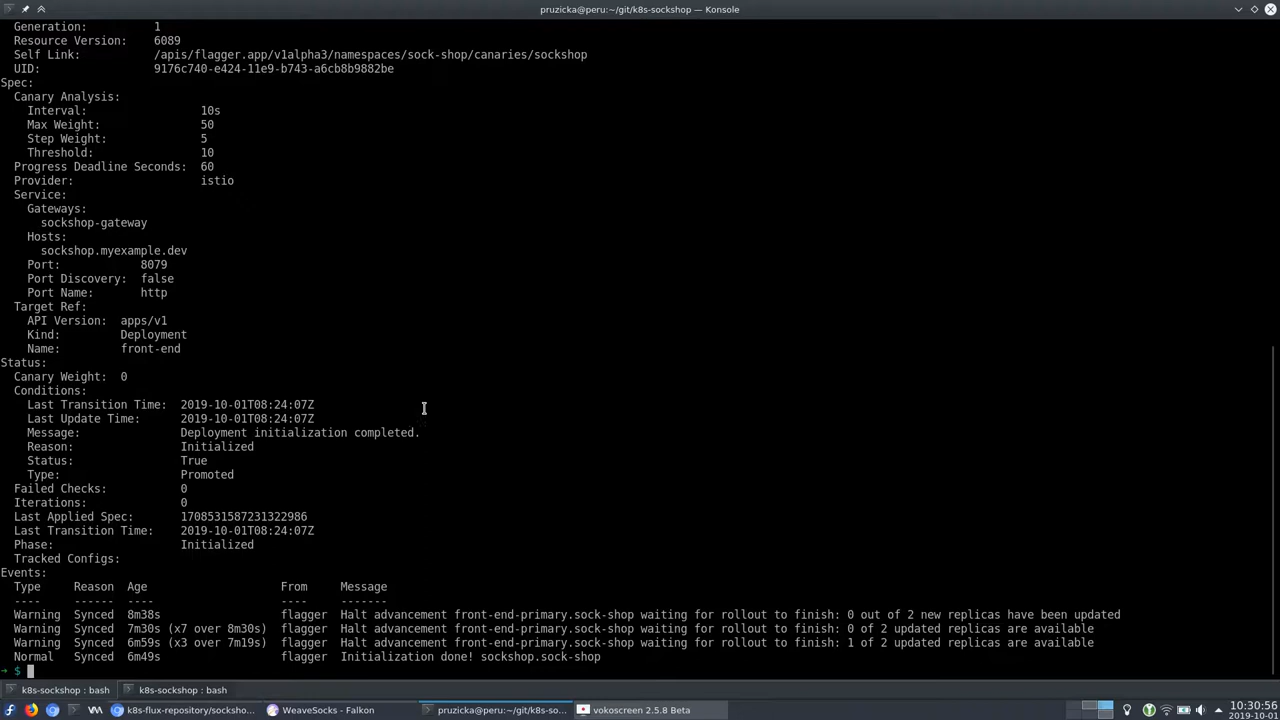 pruzicka@peru:~/git/k8s-sockshop — Konsole
Generation: 1
Resource Version: 6089
Self Link: /apis/flagger.app/v1alpha3/namespaces/sock-shop/canaries/sockshop
UID: 9176c740-e424-11e9-b743-a6cb8b9882be
Spec:
Canary Analysis:
Interval: 10s
Max Weight: 50
Step Weight: 5
Threshold: 10
Progress Deadline Seconds: 60
Provider: istio
Service:
Gateways:
sockshop-gateway
Hosts:
sockshop.myexample.dev
Port: 8079
Port Discovery: false
Port Name: http
Target Ref:
API Version: apps/v1
Kind: Deployment
Name: front-end
Status:
Canary Weight: 0
Conditions:
Last Transition Time: 2019-10-01T08:24:07Z
Last Update Time: 2019-10-01T08:24:07Z
Message: Deployment initialization completed.
Reason: Initialized
Status: True
Type: Promoted
Failed Checks: 0
Iterations: 0
Last Applied Spec: 1708531587231322986
Last Transition Time: 2019-10-01T08:24:07Z
Phase: Initialized
Tracked Configs:
Events:
Type Reason Age From Message
---- ------ ---- ---- -------
Warning Synced 8m38s flagger Halt advancement front-end-primary.sock-shop waiting for rollout to finish: 0 out of 2 new replicas have been updated
Warning Synced 7m30s (x7 over 8m30s) flagger Halt advancement front-end-primary.sock-shop waiting for rollout to finish: 0 of 2 updated replicas are available
Warning Synced 6m59s (x3 over 7m19s) flagger Halt advancement front-end-primary.sock-shop waiting for rollout to finish: 1 of 2 updated replicas are available
Normal Synced 6m49s flagger Initialization done! sockshop.sock-shop
➜ $
k8s-sockshop : bash k8s-sockshop : bash
k8s-flux-repository/socksho... WeaveSocks - Falkon pruzicka@peru:~/git/k8s-so... vokoscreen 2.5.8 Beta 10:30:56
2019-10-01